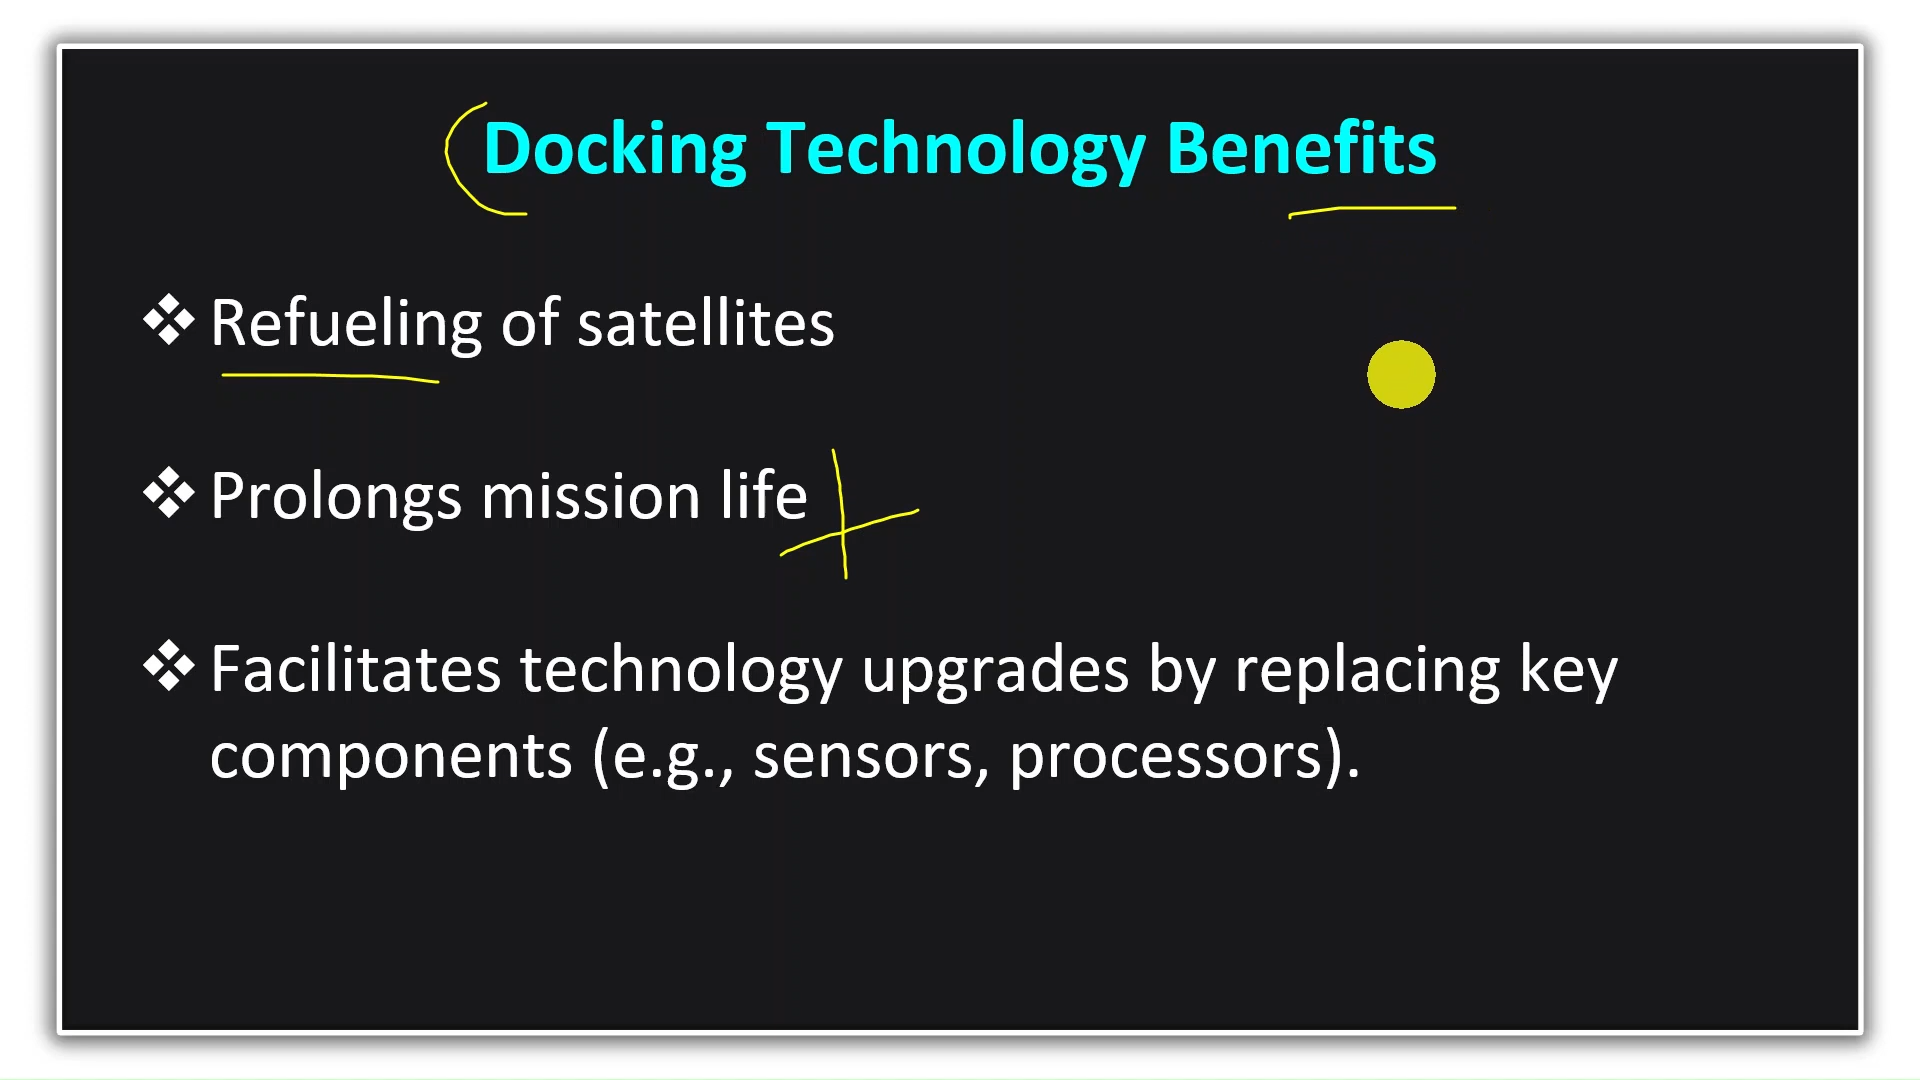 Docking Technology Benefits
❖ Refueling of satellites
❖ Prolongs mission life
❖ Facilitates technology upgrades by replacing key
components (e.g., sensors, processors).